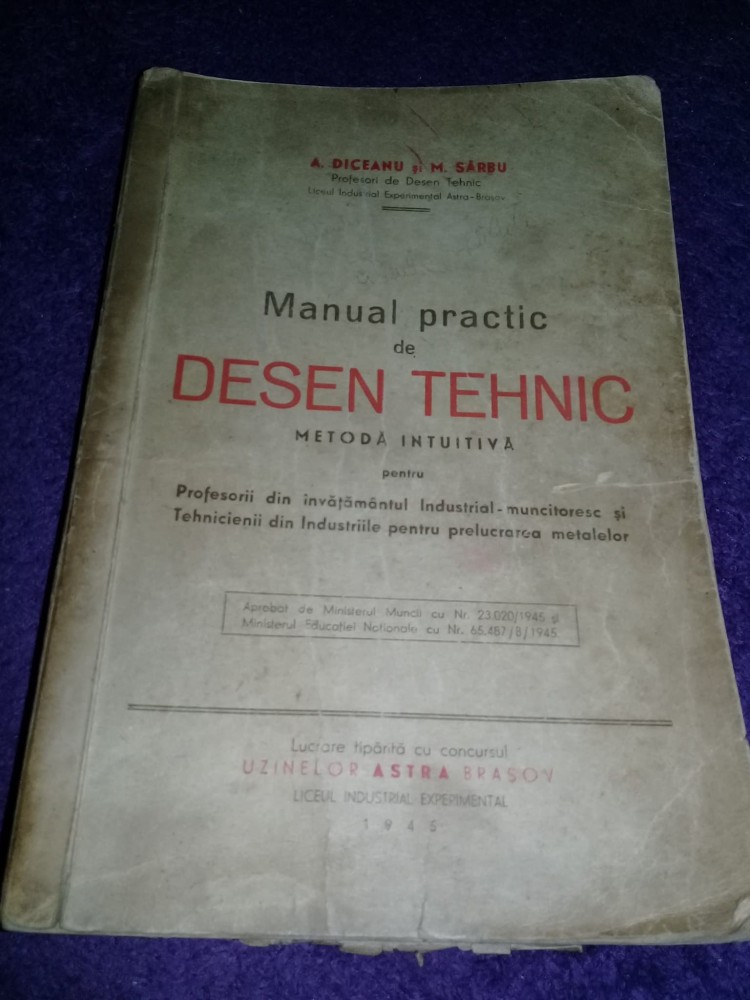 A. DICEANU și M. SÂRBU
Profesori de Desen Tehnic
Liceul Industrial Experimental Astra-Brașov
Manual practic
de
DESEN TEHNIC
METODĂ INTUITIVĂ
pentru
Profesorii din învățământul Industrial-muncitoresc și
Tehnicienii din Industriile pentru prelucrarea metalelor
Aprobat de Ministerul Muncii cu Nr. 23.020/1945 și
Ministerul Educației Naționale cu Nr. 65.487/B/1945.
Lucrare tipărită cu concursul
UZINELOR ASTRA BRAȘOV
LICEUL INDUSTRIAL EXPERIMENTAL
1945